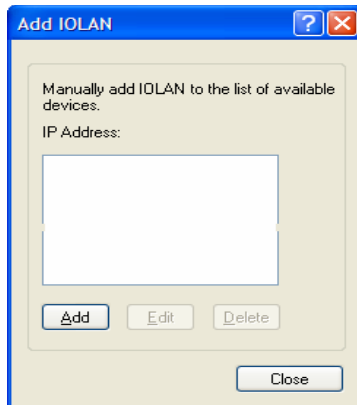 Add IOLAN
Manually add IOLAN to the list of available
devices.
IP Address:
Add Edit Delete
Close